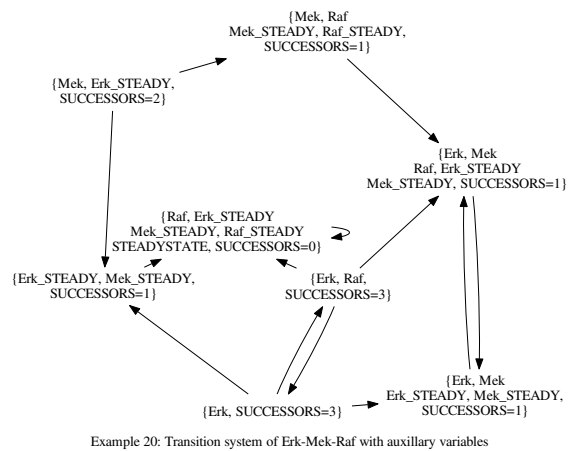 {Mek, Raf
Mek_STEADY, Raf_STEADY,
SUCCESSORS=1}
{Mek, Erk_STEADY,
SUCCESSORS=2}
{Erk, Mek
Raf, Erk_STEADY
Mek_STEADY, SUCCESSORS=1}
{Raf, Erk_STEADY
Mek_STEADY, Raf_STEADY
STEADYSTATE, SUCCESSORS=0}
{Erk_STEADY, Mek_STEADY,
SUCCESSORS=1}
{Erk, Raf,
SUCCESSORS=3}
{Erk, Mek
Erk_STEADY, Mek_STEADY,
SUCCESSORS=1}
{Erk, SUCCESSORS=3}
Example 20: Transition system of Erk-Mek-Raf with auxillary variables